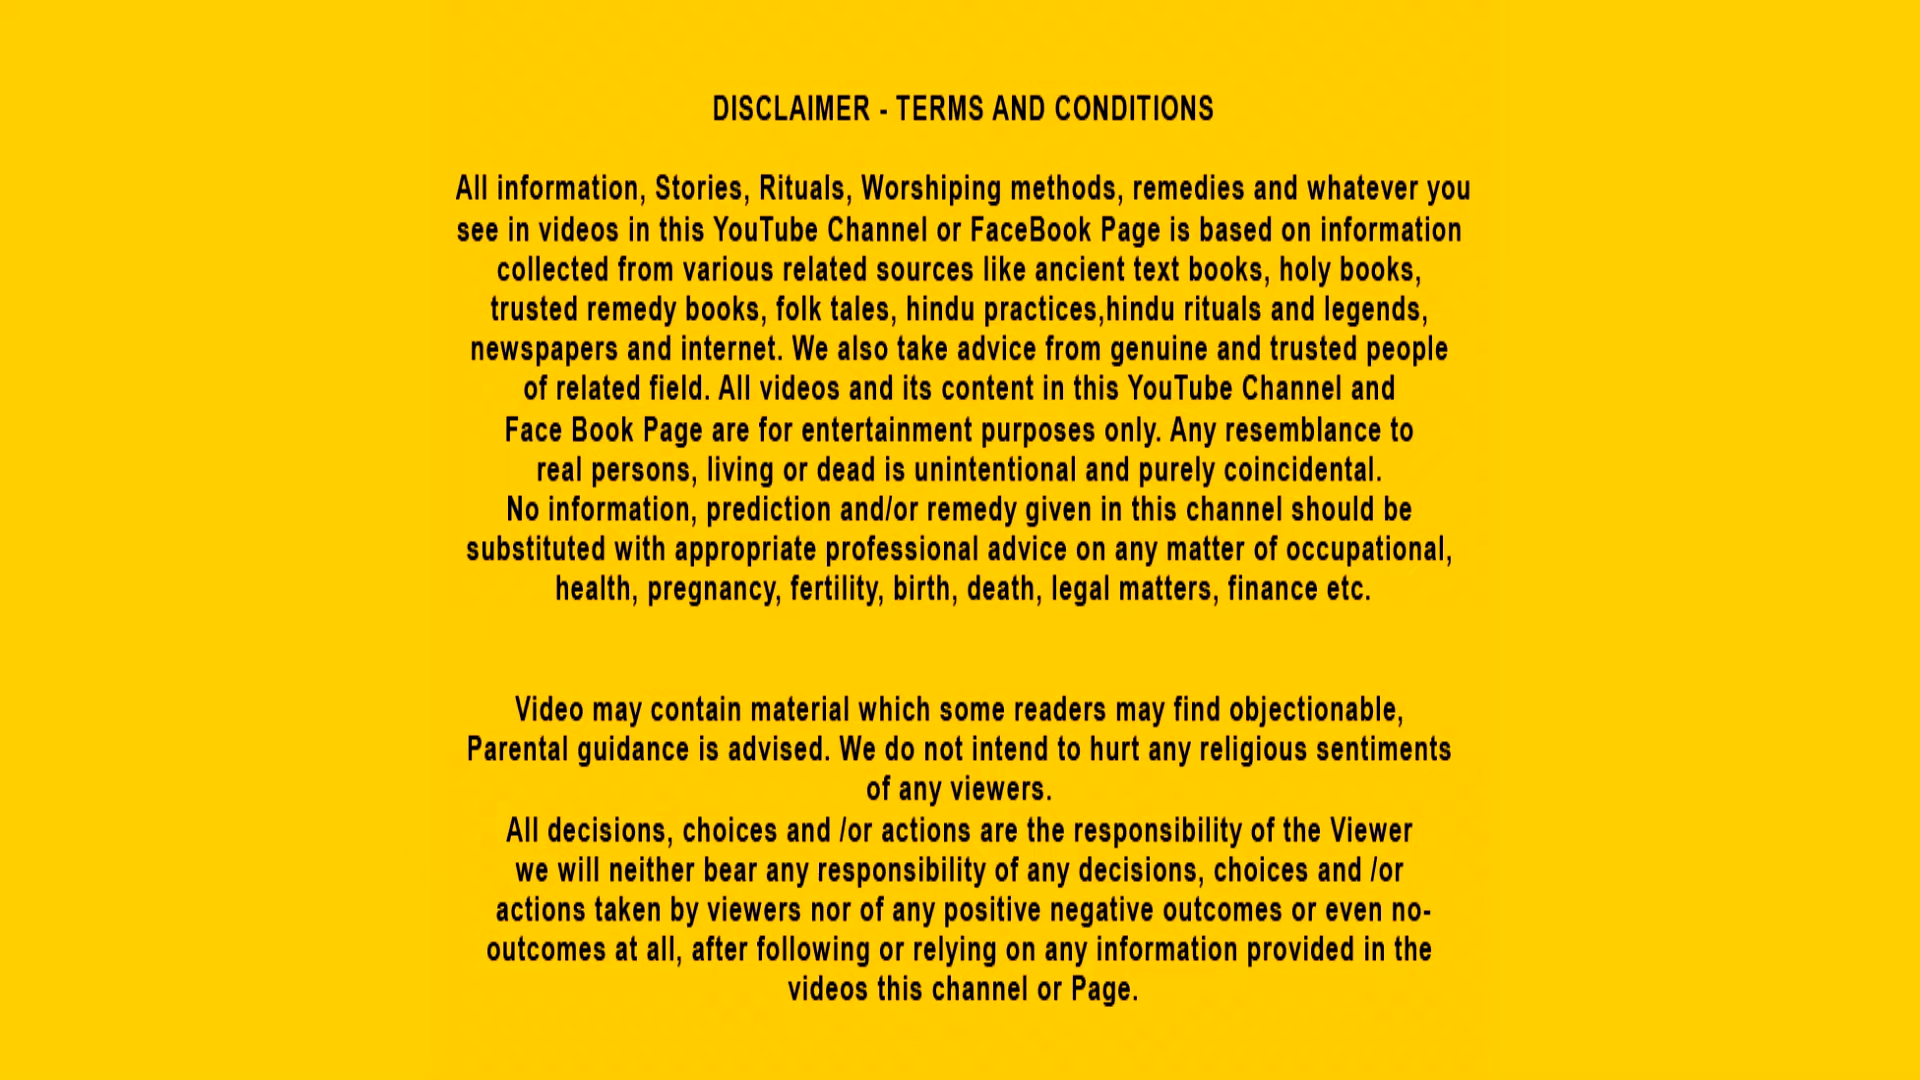 DISCLAIMER - TERMS AND CONDITIONS
All information, Stories, Rituals, Worshiping methods, remedies and whatever you
see in videos in this YouTube Channel or FaceBook Page is based on information
collected from various related sources like ancient text books, holy books,
trusted remedy books, folk tales, hindu practices,hindu rituals and legends,
newspapers and internet. We also take advice from genuine and trusted people
of related field. All videos and its content in this YouTube Channel and
Face Book Page are for entertainment purposes only. Any resemblance to
real persons, living or dead is unintentional and purely coincidental.
No information, prediction and/or remedy given in this channel should be
substituted with appropriate professional advice on any matter of occupational,
health, pregnancy, fertility, birth, death, legal matters, finance etc.
Video may contain material which some readers may find objectionable,
Parental guidance is advised. We do not intend to hurt any religious sentiments
of any viewers.
All decisions, choices and /or actions are the responsibility of the Viewer
we will neither bear any responsibility of any decisions, choices and /or
actions taken by viewers nor of any positive negative outcomes or even no-
outcomes at all, after following or relying on any information provided in the
videos this channel or Page.